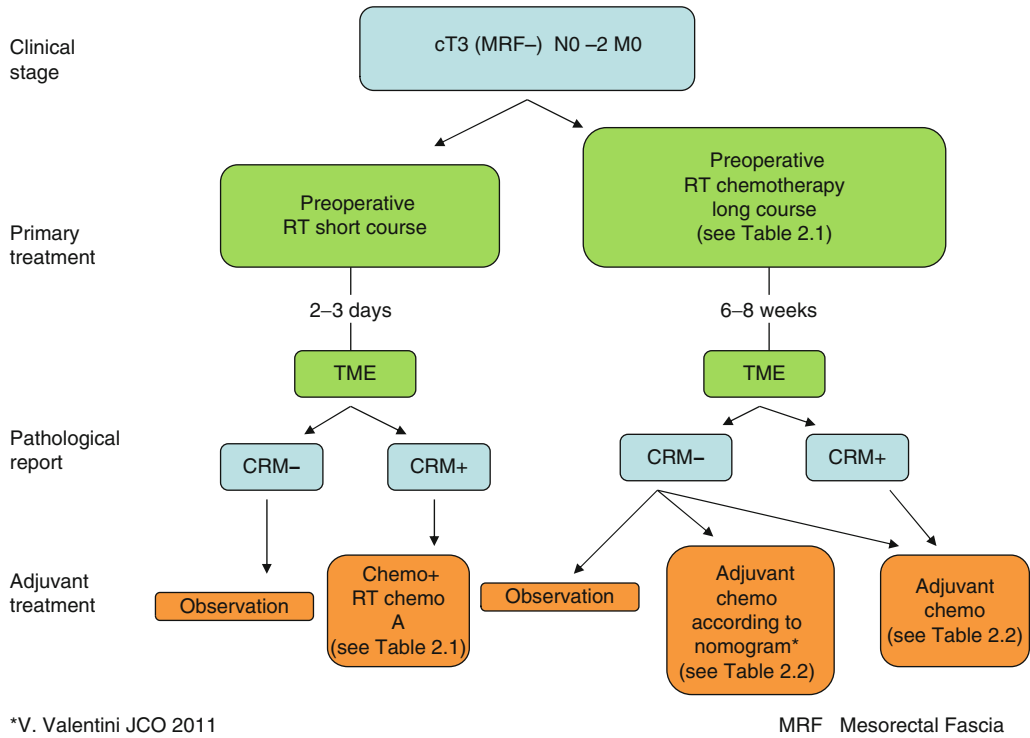 Clinical
stage
cT3 (MRF–) N0 –2 M0
Primary
treatment
Preoperative
RT short course
Preoperative
RT chemotherapy
long course
(see Table 2.1)
2–3 days
6–8 weeks
TME
TME
Pathological
report
CRM–
CRM+
CRM–
CRM+
Adjuvant
treatment
Observation
Chemo+
RT chemo
A
(see Table 2.1)
Observation
Adjuvant
chemo
according to
nomogram*
(see Table 2.2)
Adjuvant
chemo
(see Table 2.2)
*V. Valentini JCO 2011
MRF Mesorectal Fascia